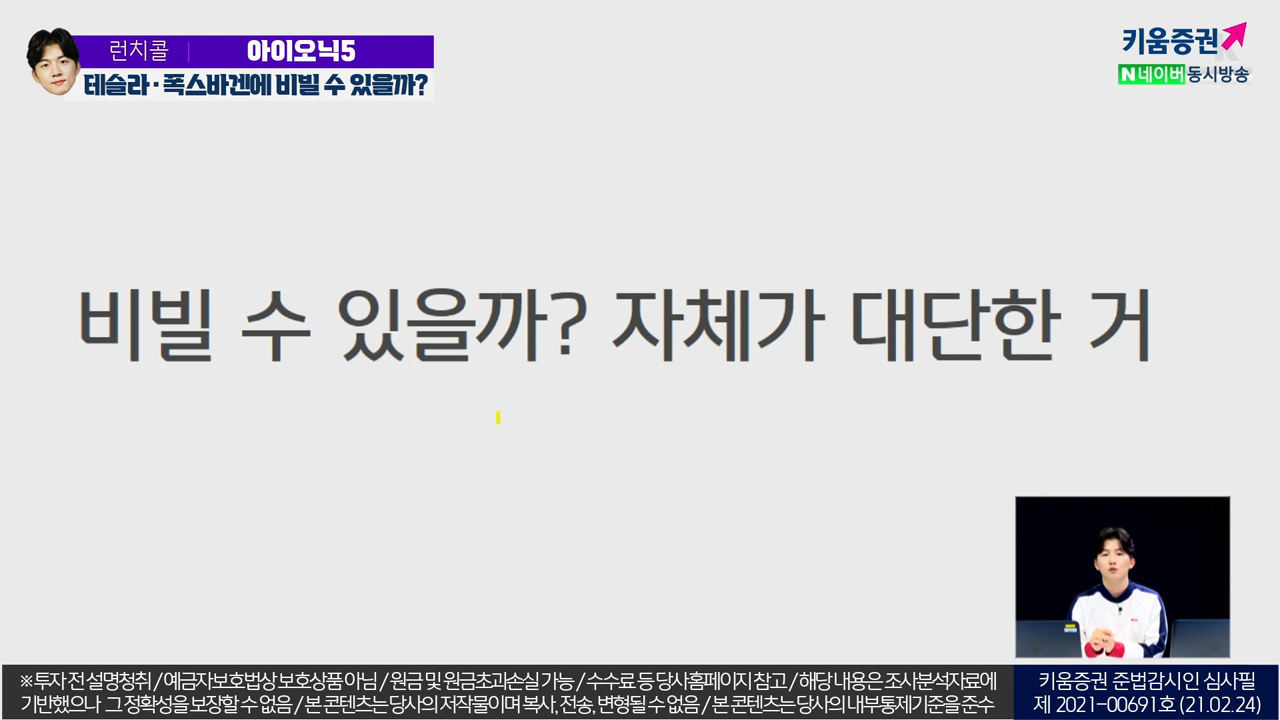 런치콜 | 아이오닉5
테슬라·폭스바겐에 비빌 수 있을까?
키움증권
N 네이버 동시방송
비빌 수 있을까? 자체가 대단한 거
※ 투자 전 설명청취 / 예금자보호법상 보호상품 아님 / 원금 및 원금초과손실 가능 / 수수료 등 당사홈페이지 참고 / 해당 내용은 조사분석자료에
기반했으나 그 정확성을 보장할 수 없음 / 본 콘텐츠는 당사의 저작물이며 복사, 전송, 변형될 수 없음 / 본 콘텐츠는 당사의 내부통제기준을 준수
키움증권 준법감시인 심사필
제 2021-00691호 (21.02.24)